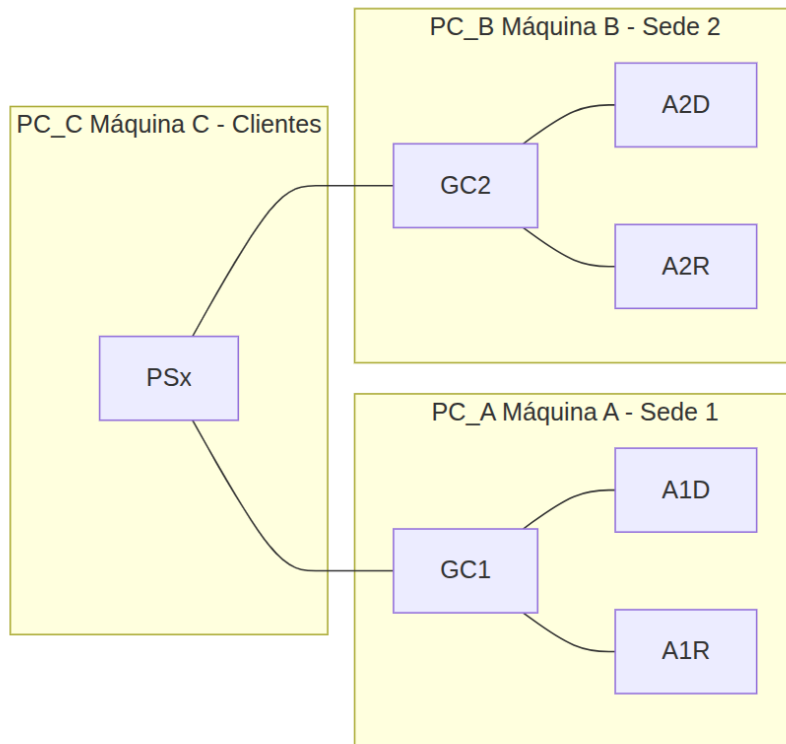 PC_B Máquina B - Sede 2
A2D
GC2
A2R
PC_C Máquina C - Clientes
PSx
PC_A Máquina A - Sede 1
A1D
GC1
A1R